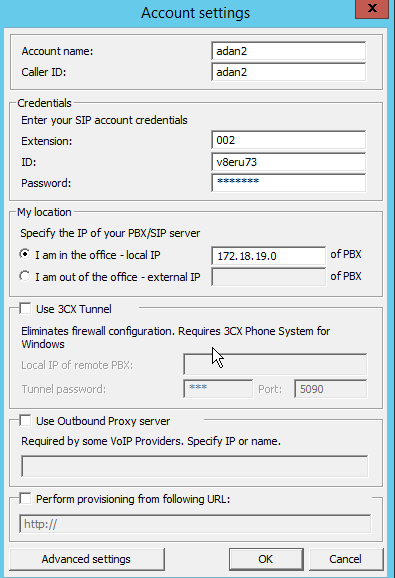 Account settings
x
Account name: adan2
Caller ID: adan2
Credentials
Enter your SIP account credentials
Extension: 002
ID: v8eru73
Password: *******
My location
Specify the IP of your PBX/SIP server
I am in the office - local IP 172.18.19.0 of PBX
I am out of the office - external IP of PBX
Use 3CX Tunnel
Eliminates firewall configuration. Requires 3CX Phone System for
Windows
Local IP of remote PBX:
Tunnel password: *** Port: 5090
Use Outbound Proxy server
Required by some VoIP Providers. Specify IP or name.
Perform provisioning from following URL:
http://
Advanced settings OK Cancel